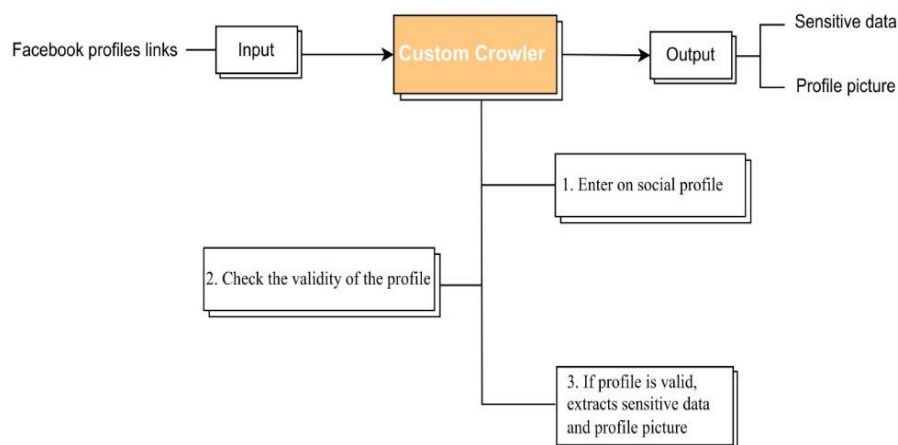 Facebook profiles links
Input
Custom Crowler
Output
Sensitive data
Profile picture
1. Enter on social profile
2. Check the validity of the profile
3. If profile is valid,
extracts sensitive data
and profile picture